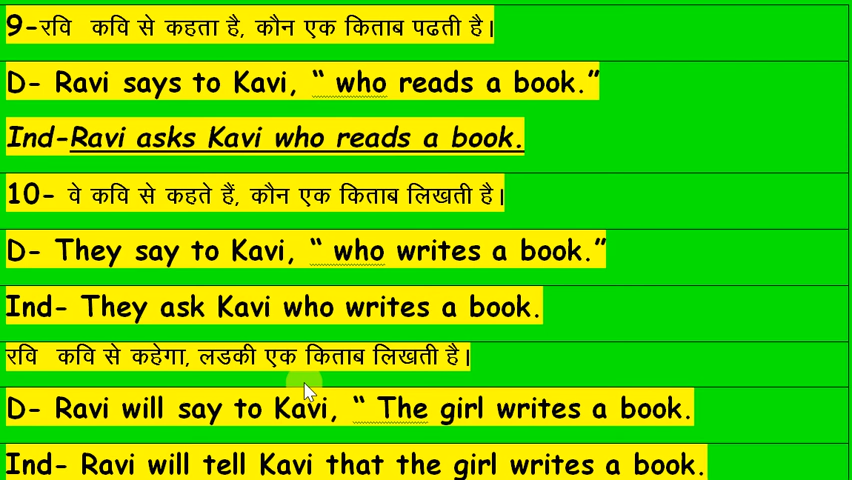 9-रवि कवि से कहता है, कौन एक किताब पढती है।
D- Ravi says to Kavi, “ who reads a book.”
Ind-Ravi asks Kavi who reads a book.
10- वे कवि से कहते हैं, कौन एक किताब लिखती है।
D- They say to Kavi, “ who writes a book.”
Ind- They ask Kavi who writes a book.
रवि कवि से कहेगा, लडकी एक किताब लिखती है।
D- Ravi will say to Kavi, “ The girl writes a book.
Ind- Ravi will tell Kavi that the girl writes a book.